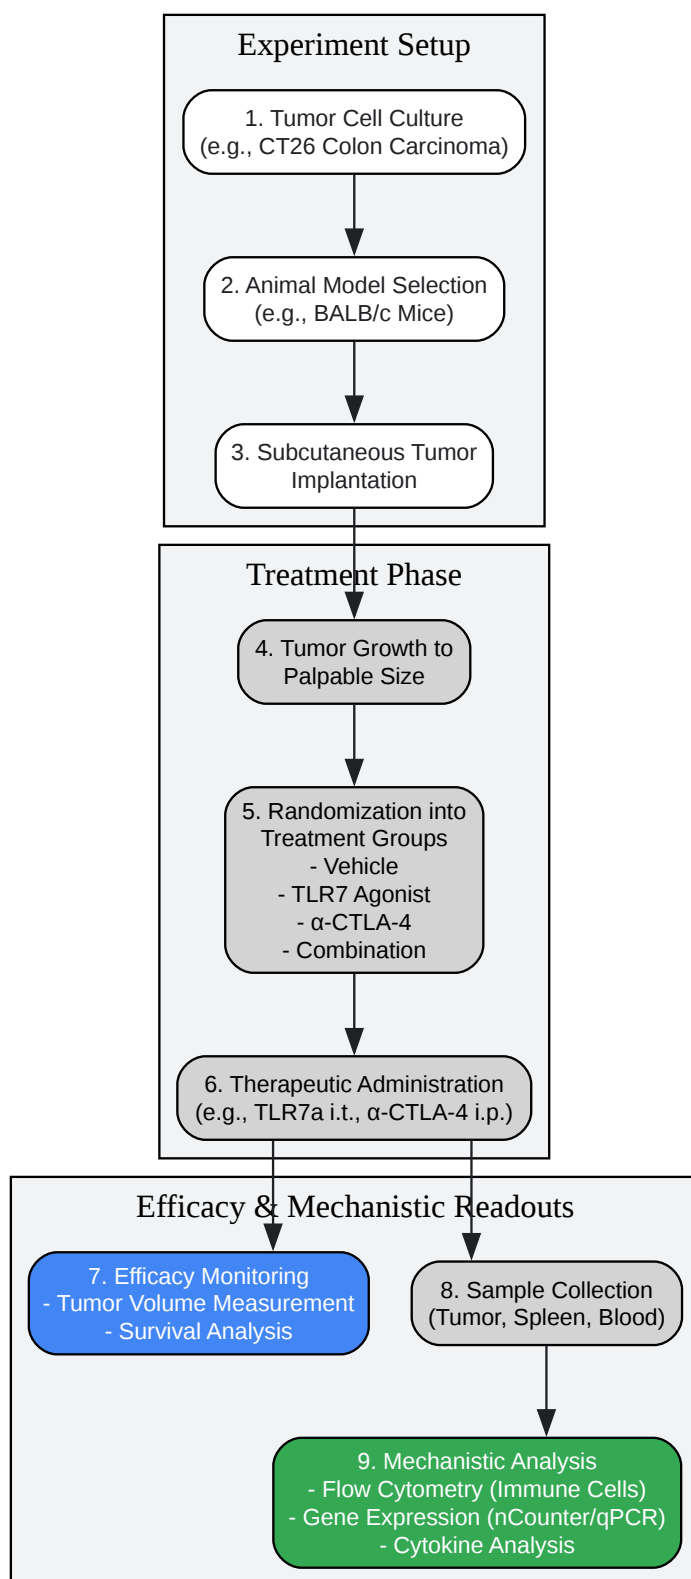 Experiment Setup
1. Tumor Cell Culture
(e.g., CT26 Colon Carcinoma)
2. Animal Model Selection
(e.g., BALB/c Mice)
3. Subcutaneous Tumor
Implantation
Treatment Phase
4. Tumor Growth to
Palpable Size
5. Randomization into
Treatment Groups
- Vehicle
- TLR7 Agonist
- α-CTLA-4
- Combination
6. Therapeutic Administration
(e.g., TLR7a i.t., α-CTLA-4 i.p.)
Efficacy & Mechanistic Readouts
7. Efficacy Monitoring
- Tumor Volume Measurement
- Survival Analysis
8. Sample Collection
(Tumor, Spleen, Blood)
9. Mechanistic Analysis
- Flow Cytometry (Immune Cells)
- Gene Expression (nCounter/qPCR)
- Cytokine Analysis